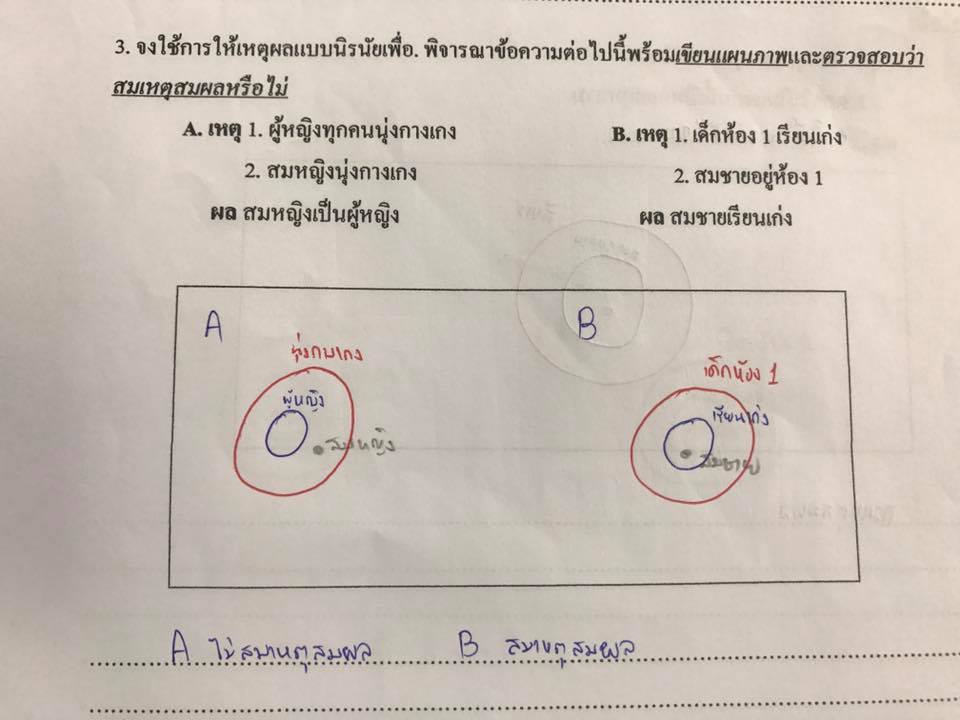 3. จงใช้การให้เหตุผลแบบนิรนัยเพื่อ. พิจารณาข้อความต่อไปนี้พร้อมเขียนแผนภาพและตรวจสอบว่า
สมเหตุสมผลหรือไม่
A. เหตุ 1. ผู้หญิงทุกคนนุ่งกางเกง
2. สมหญิงนุ่งกางเกง
ผล สมหญิงเป็นผู้หญิง
B. เหตุ 1. เด็กห้อง 1 เรียนเก่ง
2. สมชายอยู่ห้อง 1
ผล สมชายเรียนเก่ง
A
นุ่งกางเกง
ผู้หญิง
สมหญิง
B
เด็กห้อง 1
เรียนเก่ง
สมชาย
A ไม่สมเหตุสมผล B สมเหตุสมผล